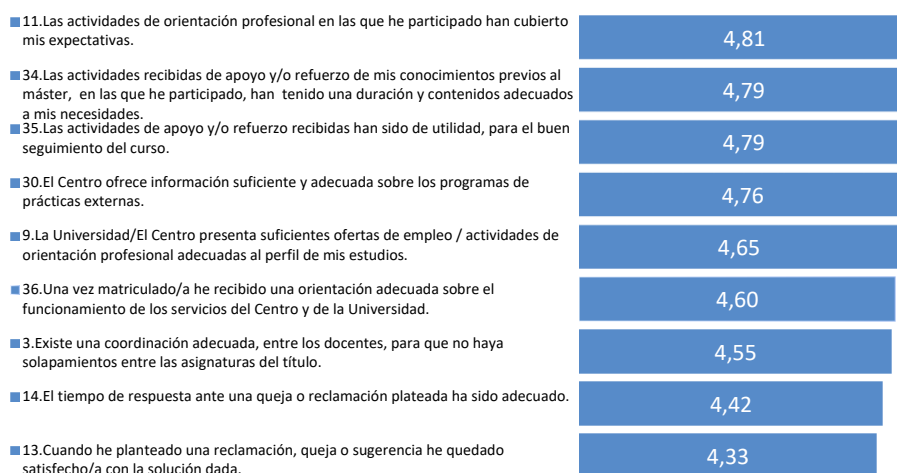 11.Las actividades de orientación profesional en las que he participado han cubierto
mis expectativas.
4,81
34.Las actividades recibidas de apoyo y/o refuerzo de mis conocimientos previos al
máster, en las que he participado, han tenido una duración y contenidos adecuados
a mis necesidades.
4,79
35.Las actividades de apoyo y/o refuerzo recibidas han sido de utilidad, para el buen
seguimiento del curso.
4,79
30.El Centro ofrece información suficiente y adecuada sobre los programas de
prácticas externas.
4,76
9.La Universidad/El Centro presenta suficientes ofertas de empleo / actividades de
orientación profesional adecuadas al perfil de mis estudios.
4,65
36.Una vez matriculado/a he recibido una orientación adecuada sobre el
funcionamiento de los servicios del Centro y de la Universidad.
4,60
3.Existe una coordinación adecuada, entre los docentes, para que no haya
solapamientos entre las asignaturas del título.
4,55
14.El tiempo de respuesta ante una queja o reclamación plateada ha sido adecuado.
4,42
13.Cuando he planteado una reclamación, queja o sugerencia he quedado
satisfecho/a con la solución dada.
4,33